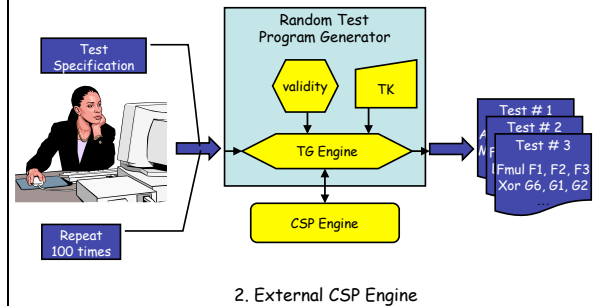 Random Test
Program Generator
Test
Specification
validity
TK
TG Engine
CSP Engine
Repeat
100 times
Test # 1
Test # 2
Test # 3
Fmul F1, F2, F3
Xor G6, G1, G2
...
2. External CSP Engine